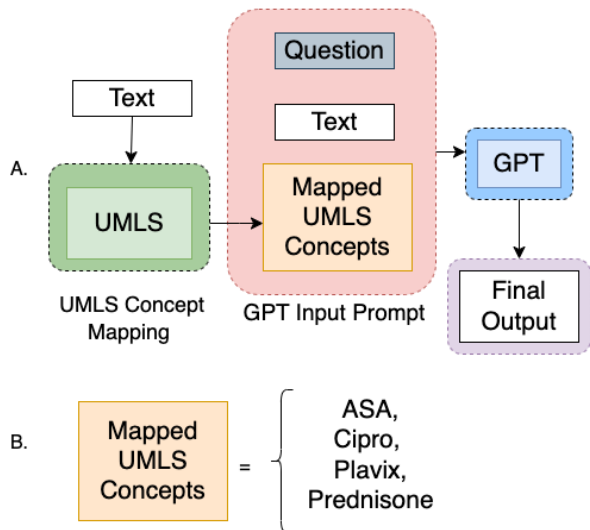 Question
Text
Text
A.
UMLS
Mapped
UMLS
Concepts
GPT
UMLS Concept
Mapping
GPT Input Prompt
Final
Output
B.
Mapped
UMLS
Concepts
=
ASA,
Cipro,
Plavix,
Prednisone